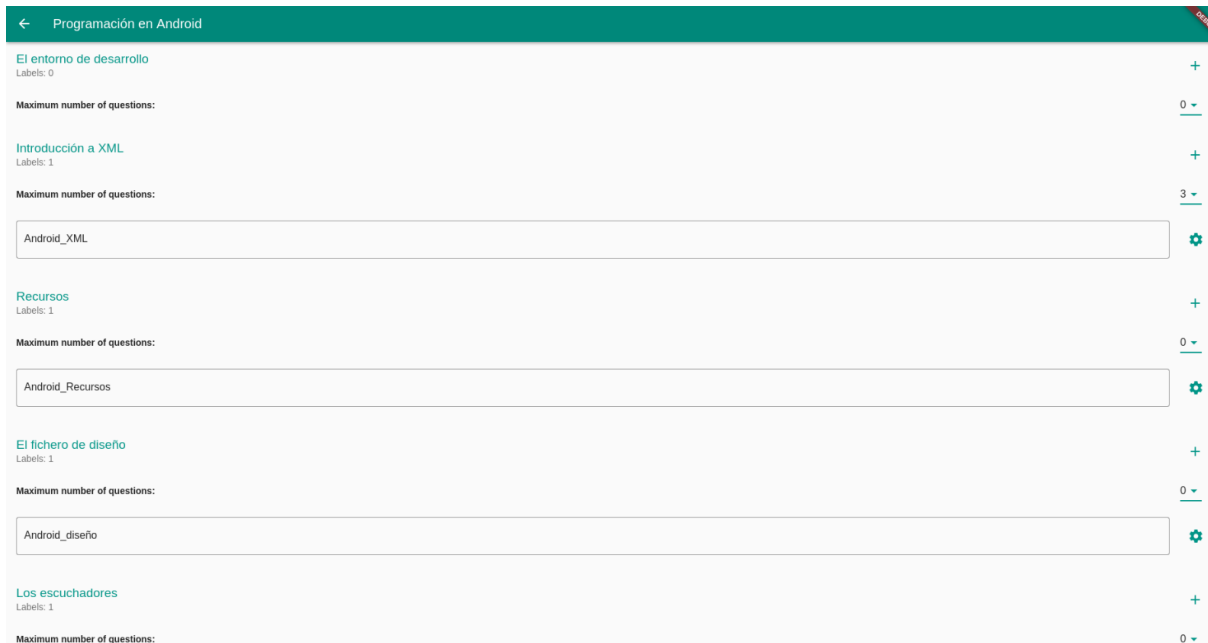 Programación en Android
El entorno de desarrollo
Labels: 0
Maximum number of questions:
0
Introducción a XML
Labels: 1
Maximum number of questions:
3
Android_XML
Recursos
Labels: 1
Maximum number of questions:
0
Android_Recursos
El fichero de diseño
Labels: 1
Maximum number of questions:
0
Android_diseño
Los escuchadores
Labels: 1
Maximum number of questions:
0